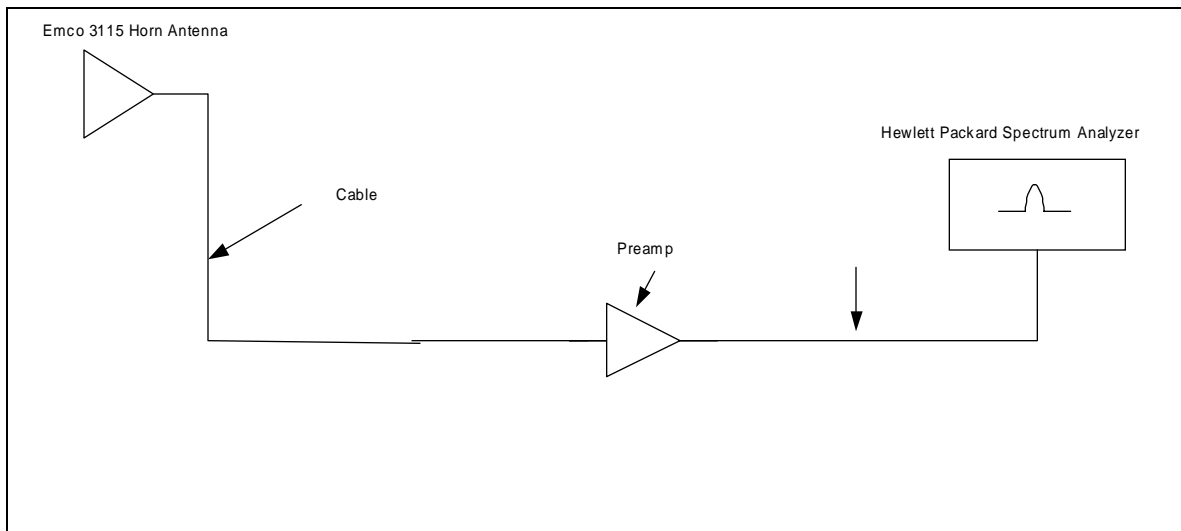 Emco 3115 Horn Antenna
Hewlett Packard Spectrum Analyzer
Cable
Preamp